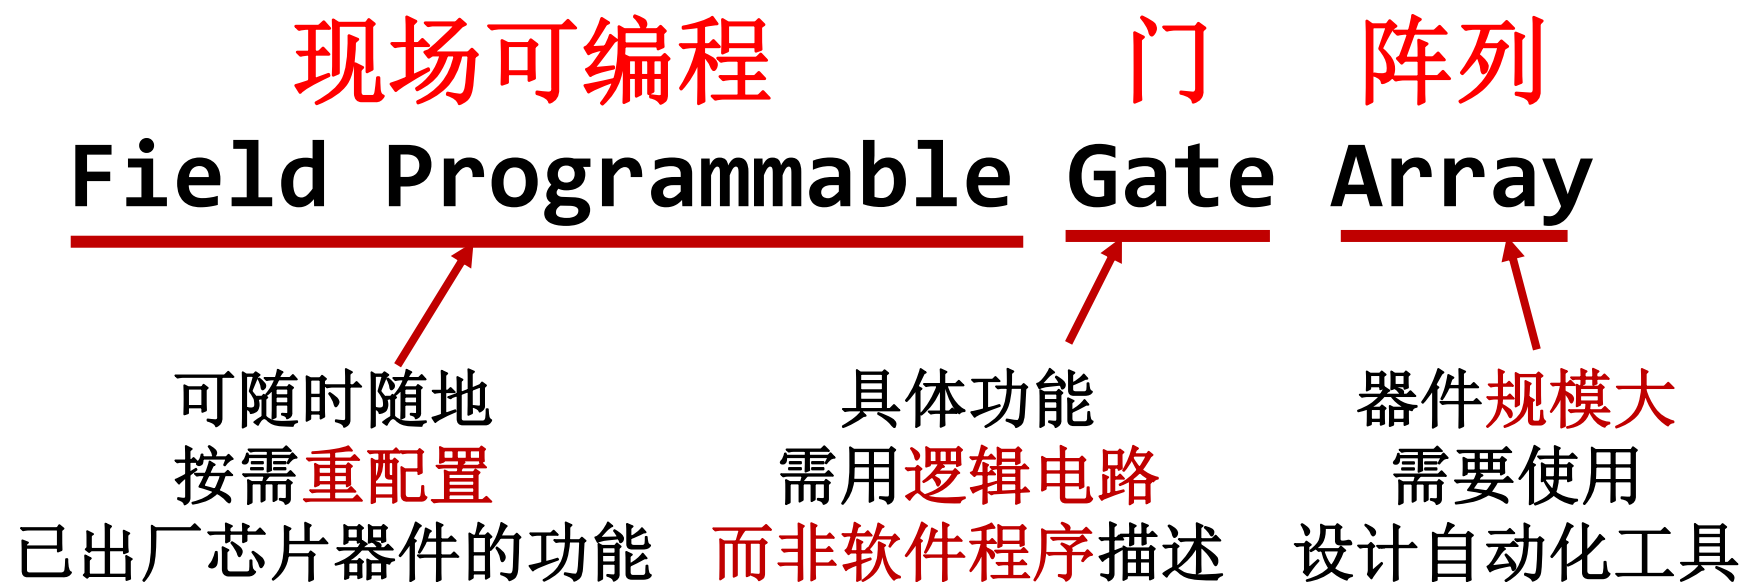 现场可编程 门 阵列
Field Programmable Gate Array
可随时随地
按需重配置
已出厂芯片器件的功能
具体功能
需用逻辑电路
而非软件程序描述
器件规模大
需要使用
设计自动化工具